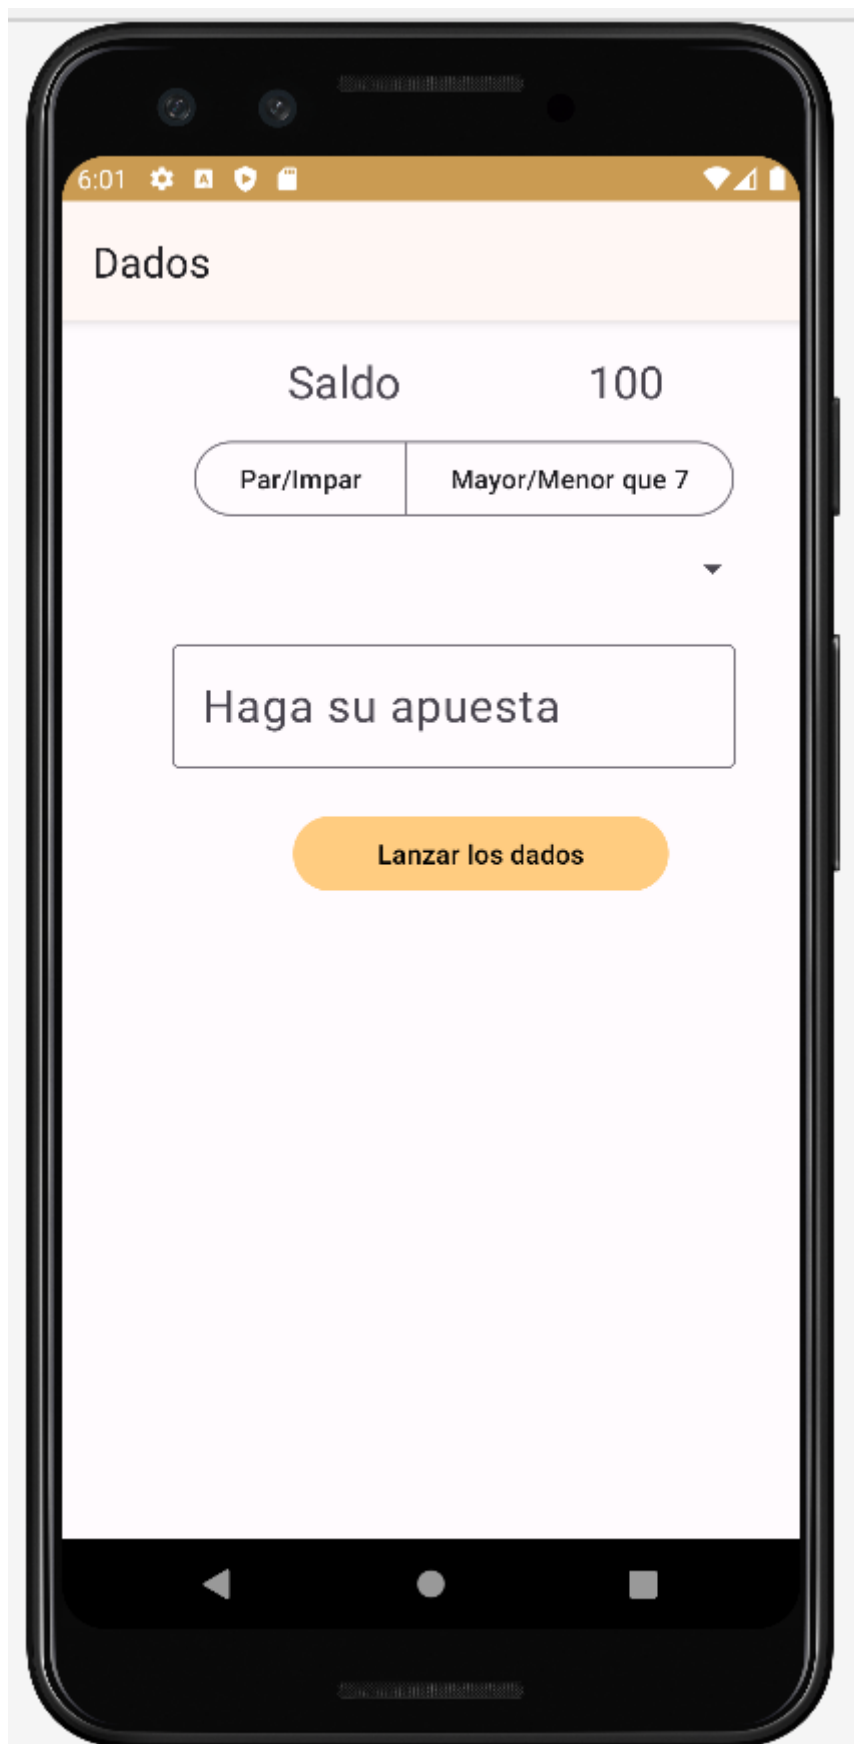 6:01
Dados
Saldo 100
Par/Impar Mayor/Menor que 7
Haga su apuesta
Lanzar los dados